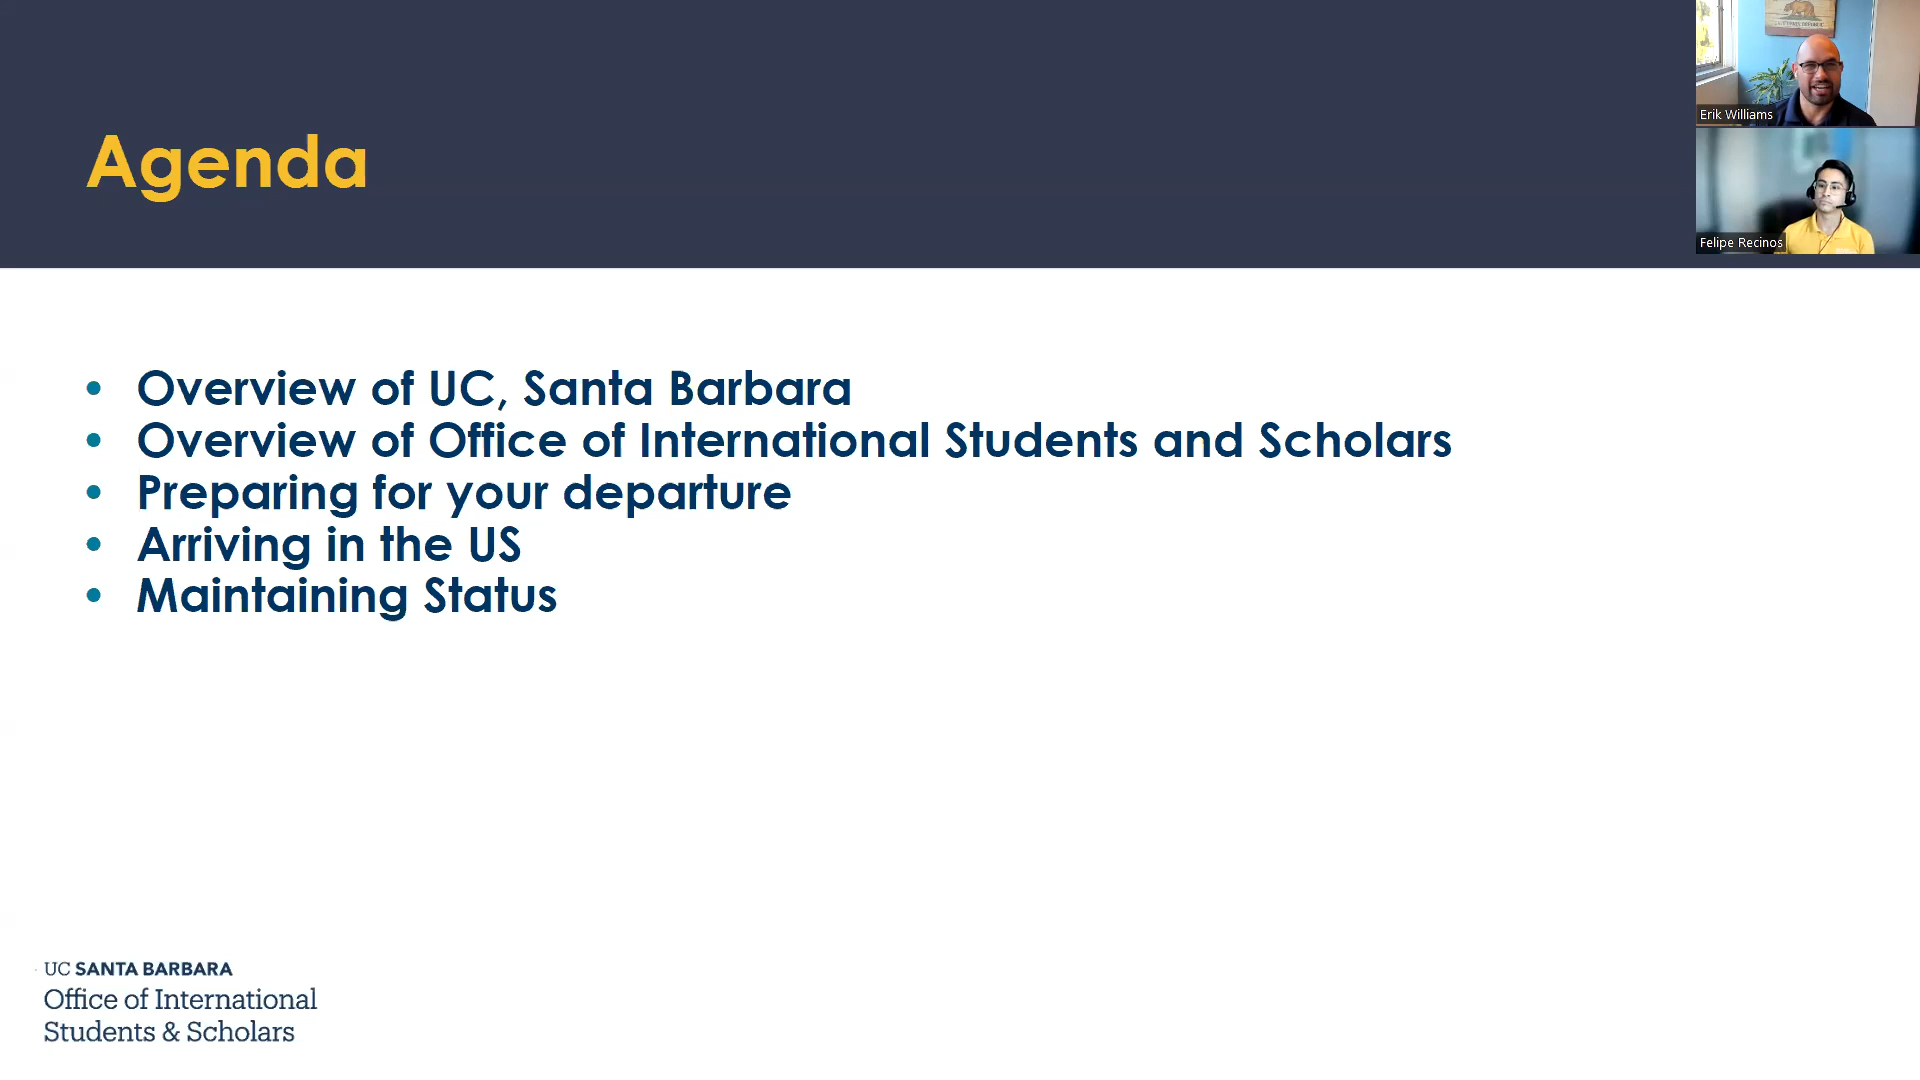 Agenda
• Overview of UC, Santa Barbara
• Overview of Office of International Students and Scholars
• Preparing for your departure
• Arriving in the US
• Maintaining Status
Erik Williams
Felipe Recinos
UC SANTA BARBARA
Office of International
Students & Scholars